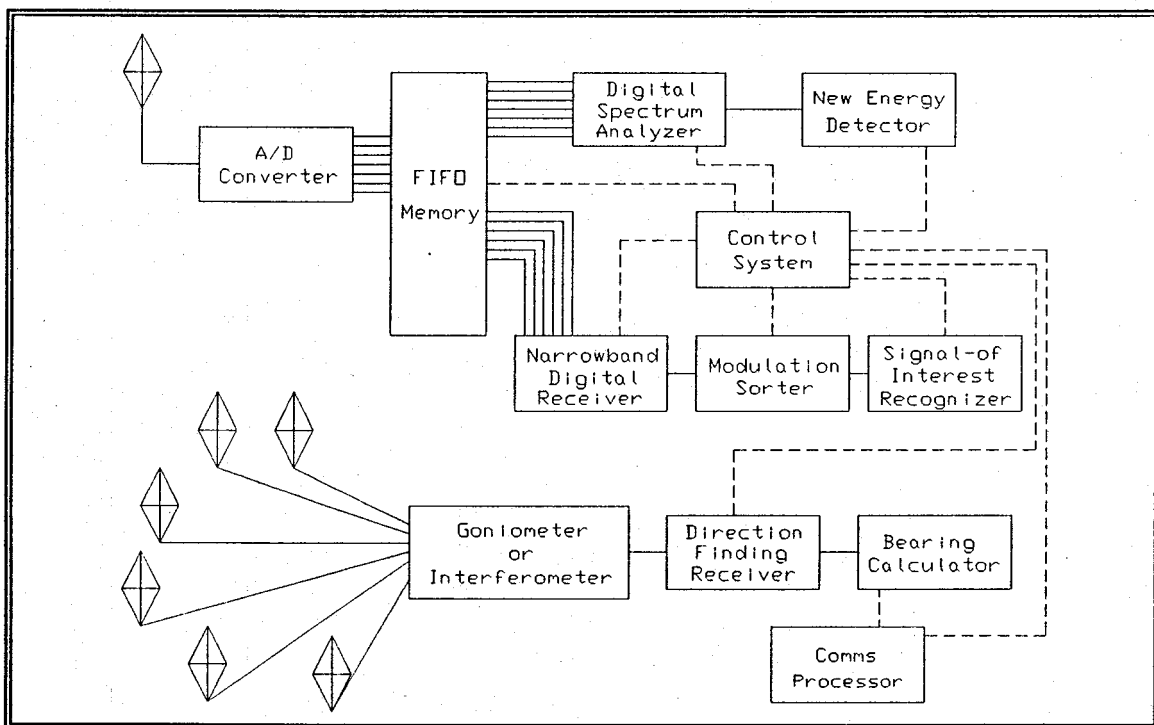 A/D
Converter
FIFO
Memory
Digital
Spectrum
Analyzer
New Energy
Detector
Control
System
Narrowband
Digital
Receiver
Modulation
Sorter
Signal-of
Interest
Recognizer
Goniometer
or
Interferometer
Direction
Finding
Receiver
Bearing
Calculator
Comms
Processor